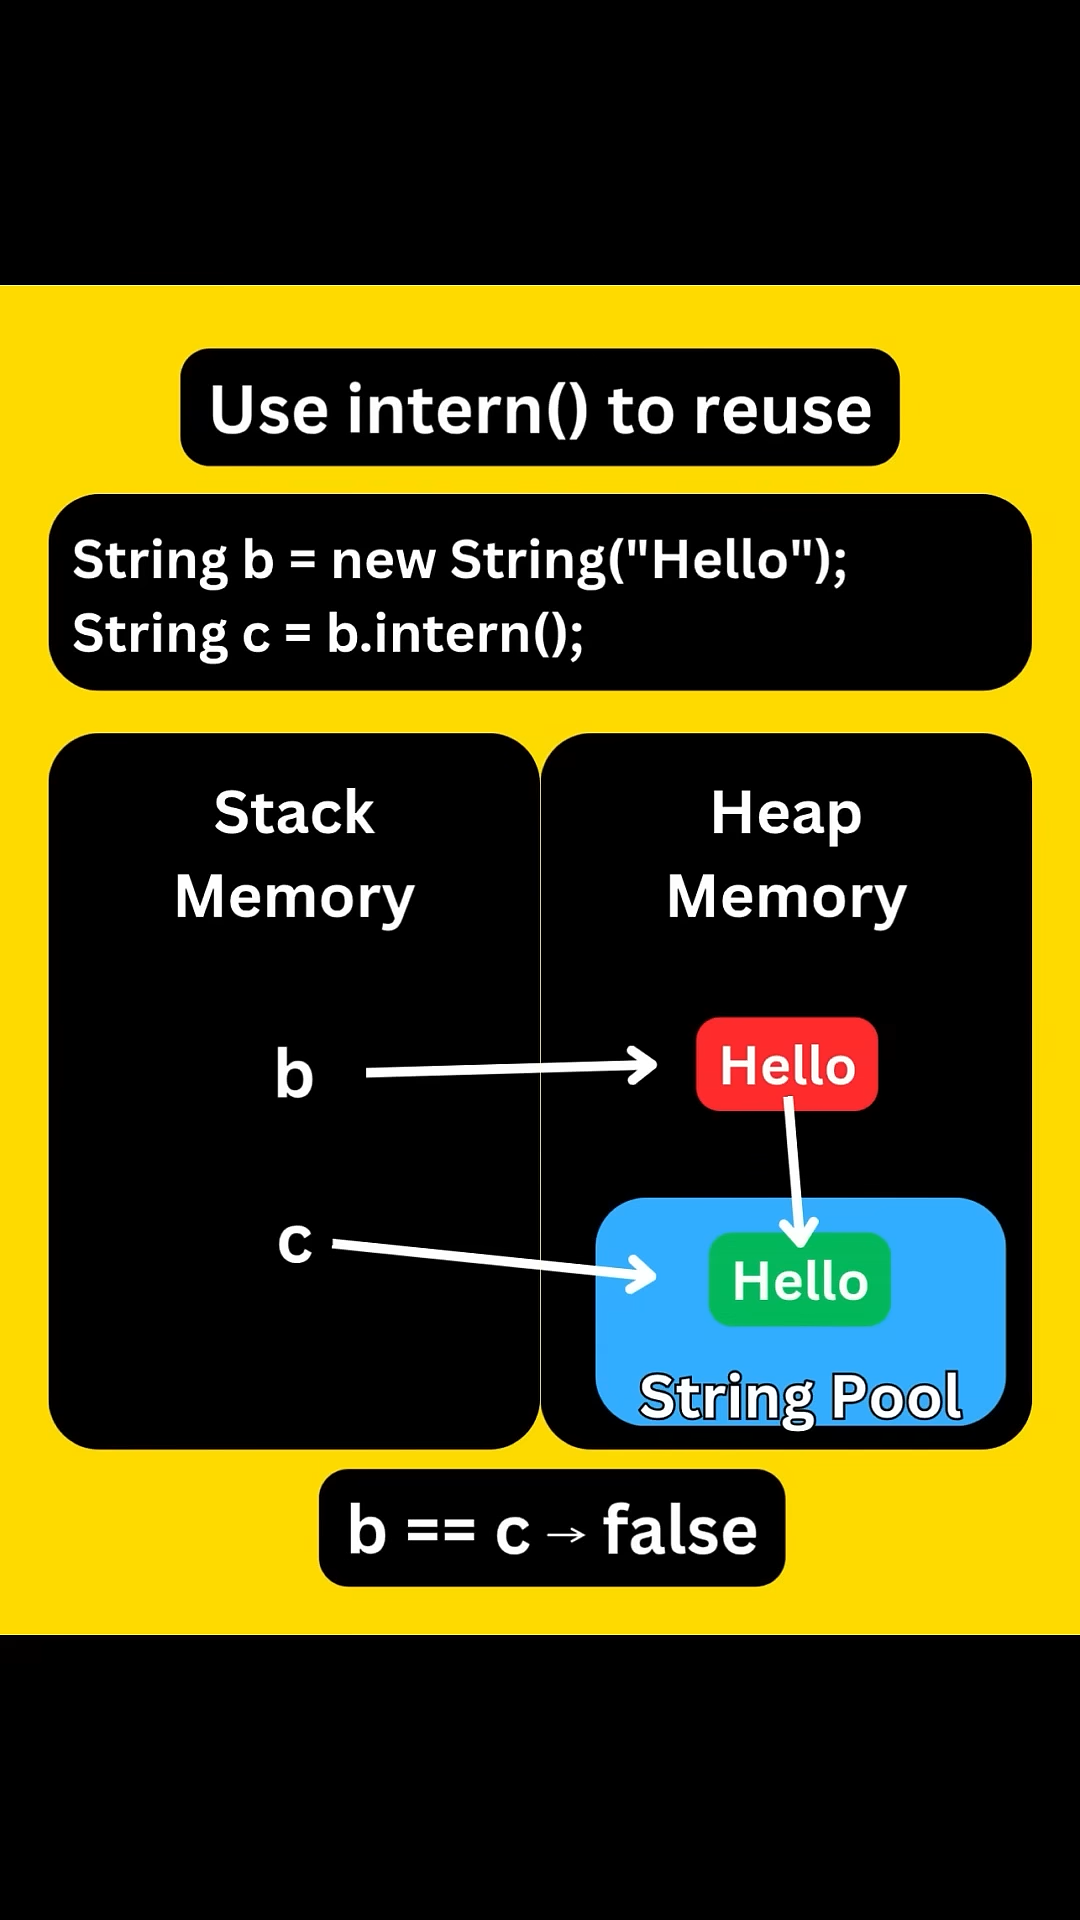 Use intern() to reuse
String b = new String("Hello");
String c = b.intern();
Stack
Memory
Heap
Memory
b
Hello
c
Hello
String Pool
b == c → false